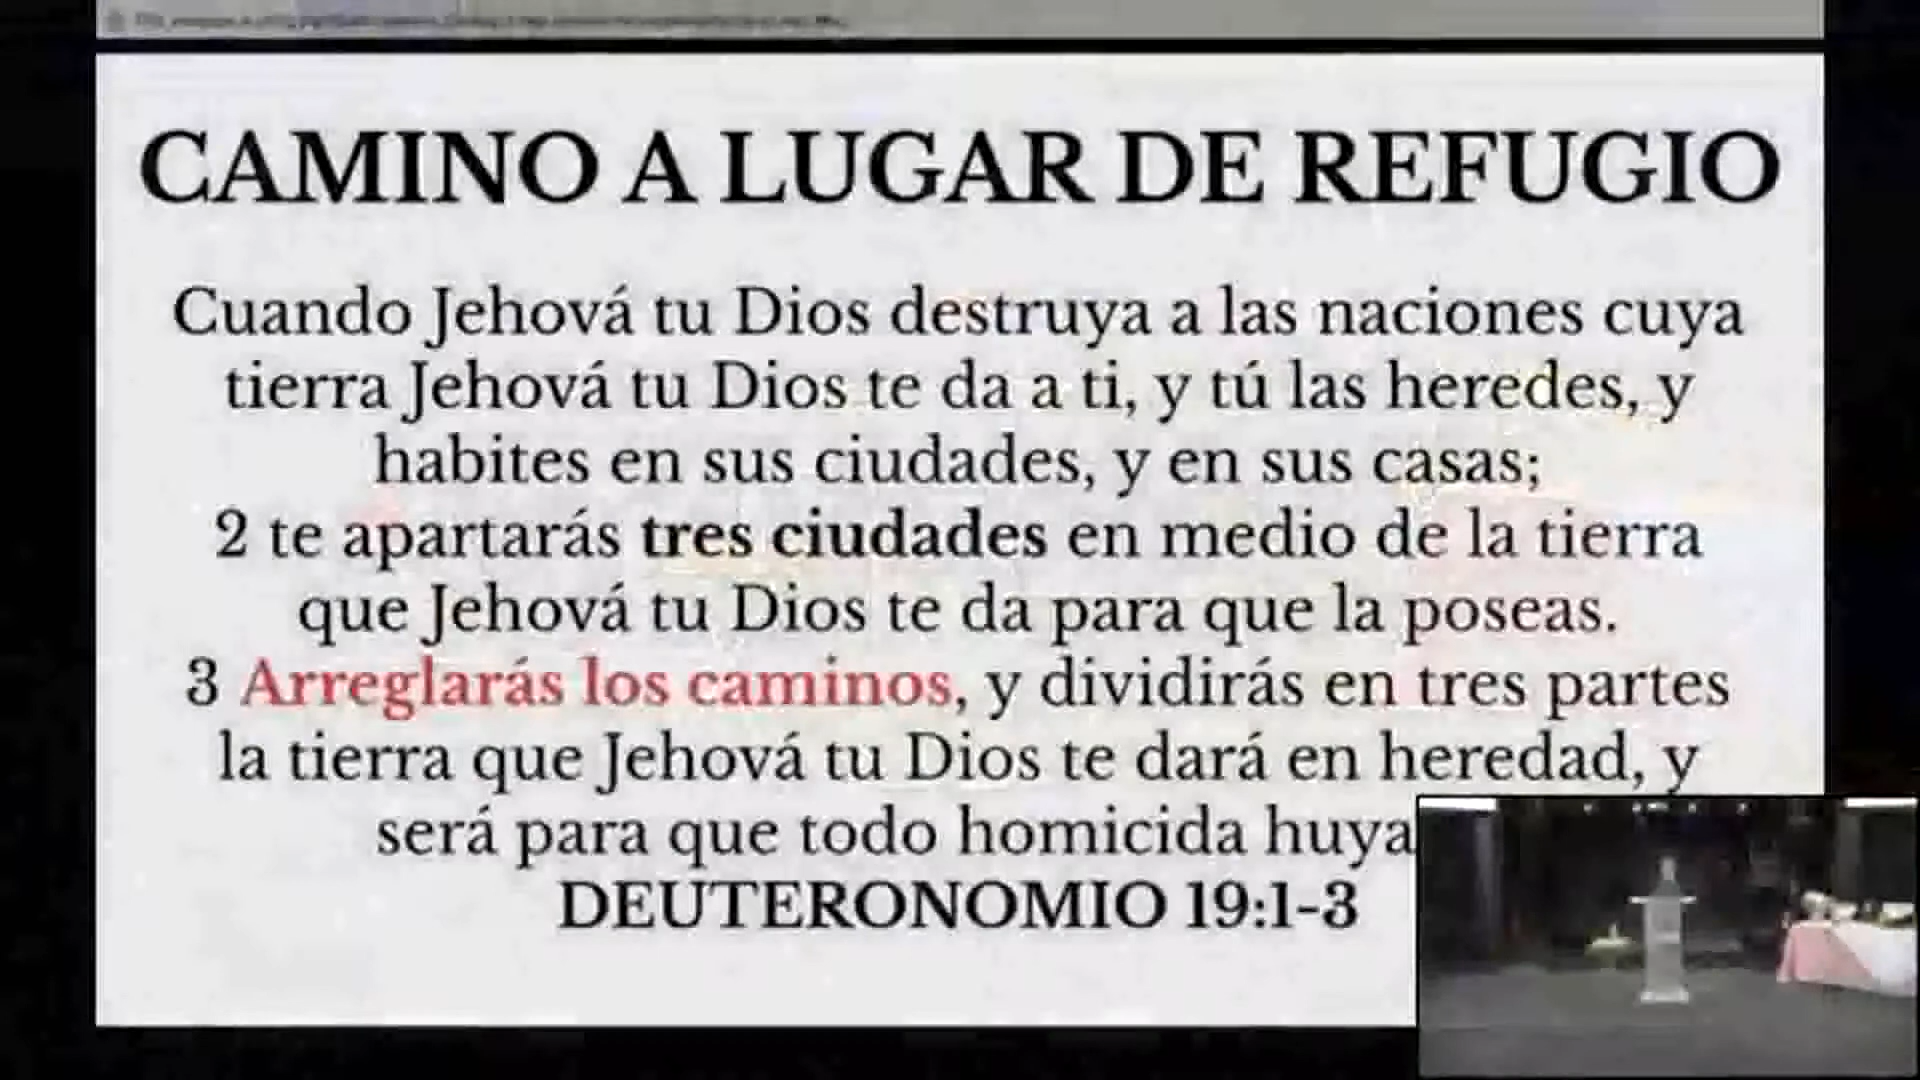 CAMINO A LUGAR DE REFUGIO
Cuando Jehová tu Dios destruya a las naciones cuya
tierra Jehová tu Dios te da a ti, y tú las heredes, y
habites en sus ciudades, y en sus casas;
2 te apartarás tres ciudades en medio de la tierra
que Jehová tu Dios te da para que la poseas.
3 Arreglarás los caminos, y dividirás en tres partes
la tierra que Jehová tu Dios te dará en heredad, y
será para que todo homicida huya
DEUTERONOMIO 19:1-3